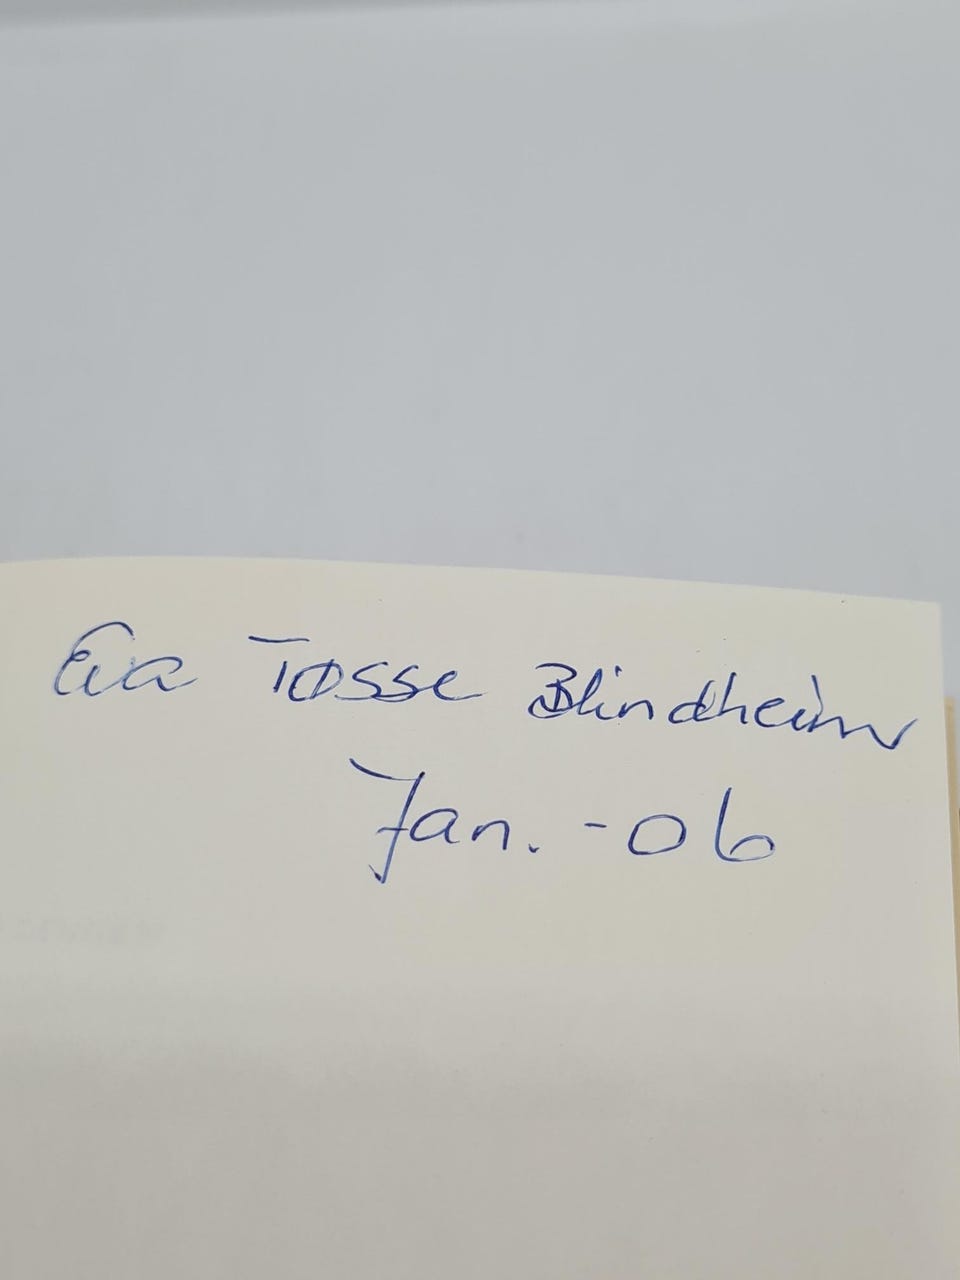 Eva Tøsse Blindheim
Jan. -06